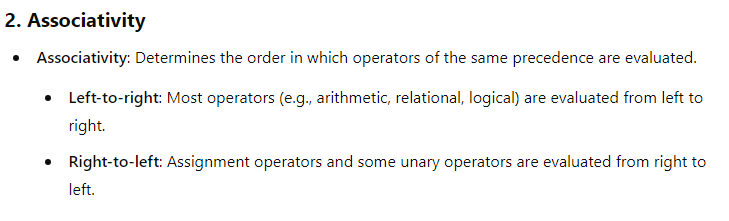 2. Associativity
• Associativity: Determines the order in which operators of the same precedence are evaluated.
• Left-to-right: Most operators (e.g., arithmetic, relational, logical) are evaluated from left to
right.
• Right-to-left: Assignment operators and some unary operators are evaluated from right to
left.